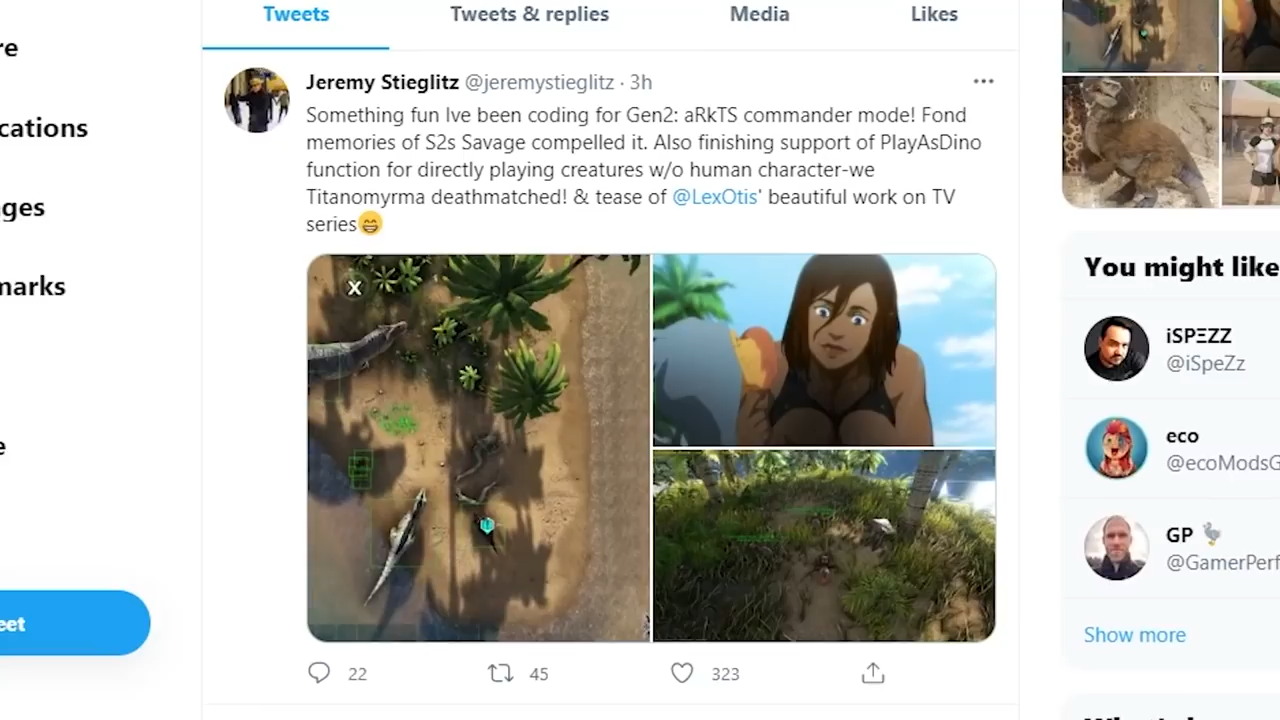 Tweets
Tweets & replies
Media
Likes
re
cations
ges
marks
e
eet
Jeremy Stieglitz @jeremystieglitz · 3h
Something fun Ive been coding for Gen2: aRkTS commander mode! Fond
memories of S2s Savage compelled it. Also finishing support of PlayAsDino
function for directly playing creatures w/o human character-we
Titanomyrma deathmatched! & tease of @LexOtis' beautiful work on TV
series😁
X
22
45
323
You might like
iSPΞZZ
@iSpeZz
eco
@ecoModsG
GP 🦆
@GamerPerf
Show more